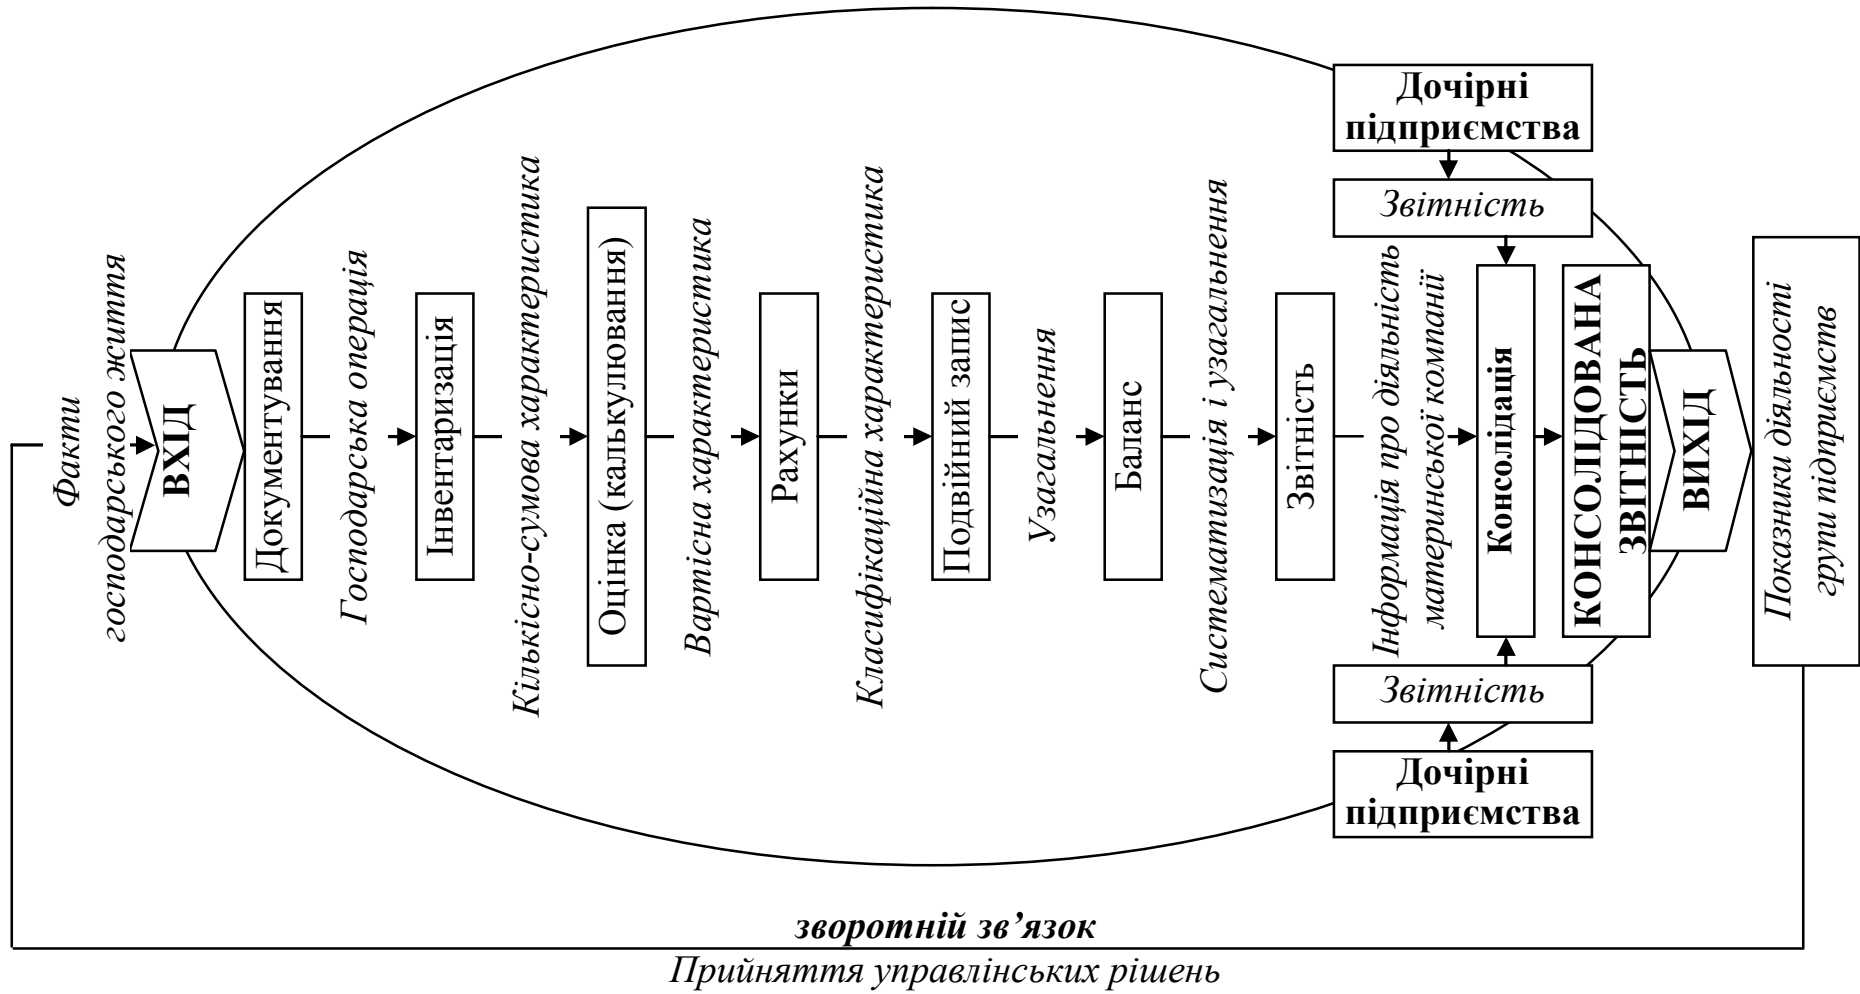 Факти
господарського життя
ВХІД
Документування
Господарська операція
Інвентаризація
Кількісно-сумова характеристика
Оцінка (калькулювання)
Вартісна характеристика
Рахунки
Класифікаційна характеристика
Подвійний запис
Узагальнення
Баланс
Систематизація і узагальнення
Звітність
Дочірні
підприємства
Звітність
Інформація про діяльність
материнської компанії
Консолідація
КОНСОЛІДОВАНА
ЗВІТНІСТЬ
ВИХІД
Показники діяльності
групи підприємств
Звітність
Дочірні
підприємства
зворотній зв’язок
Прийняття управлінських рішень